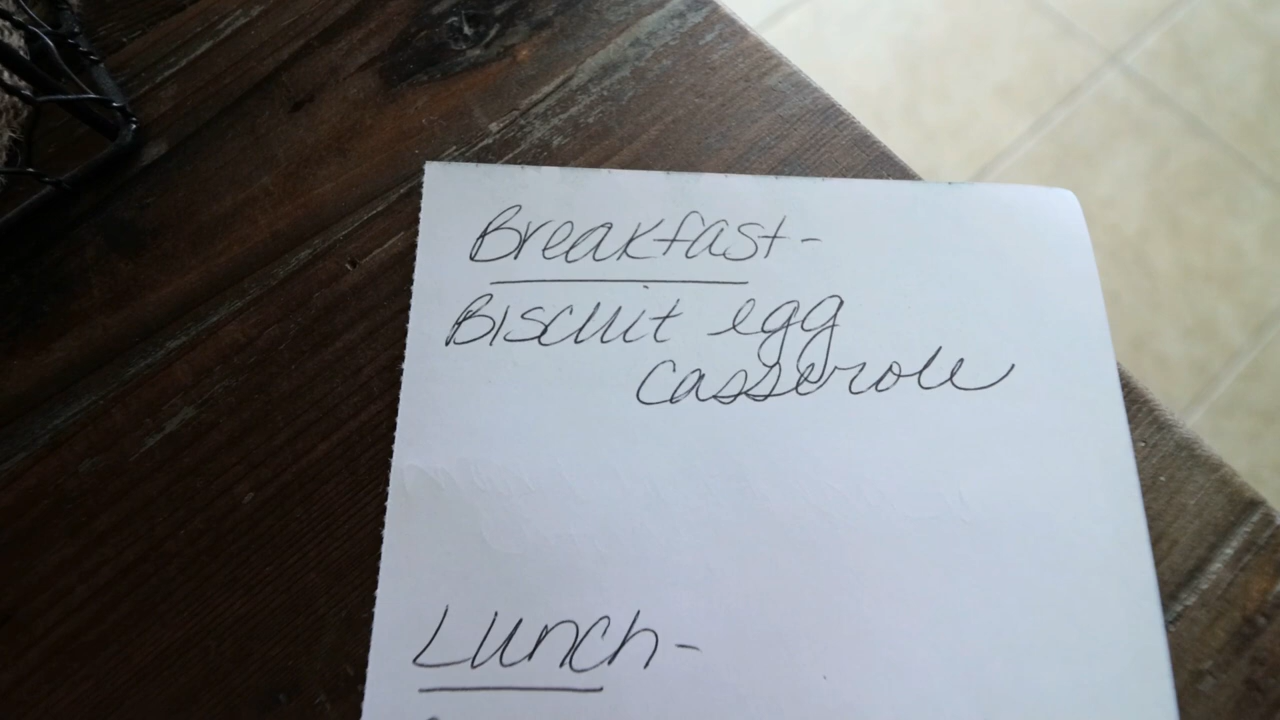 Breakfast-
Biscuit egg
casserole
Lunch-